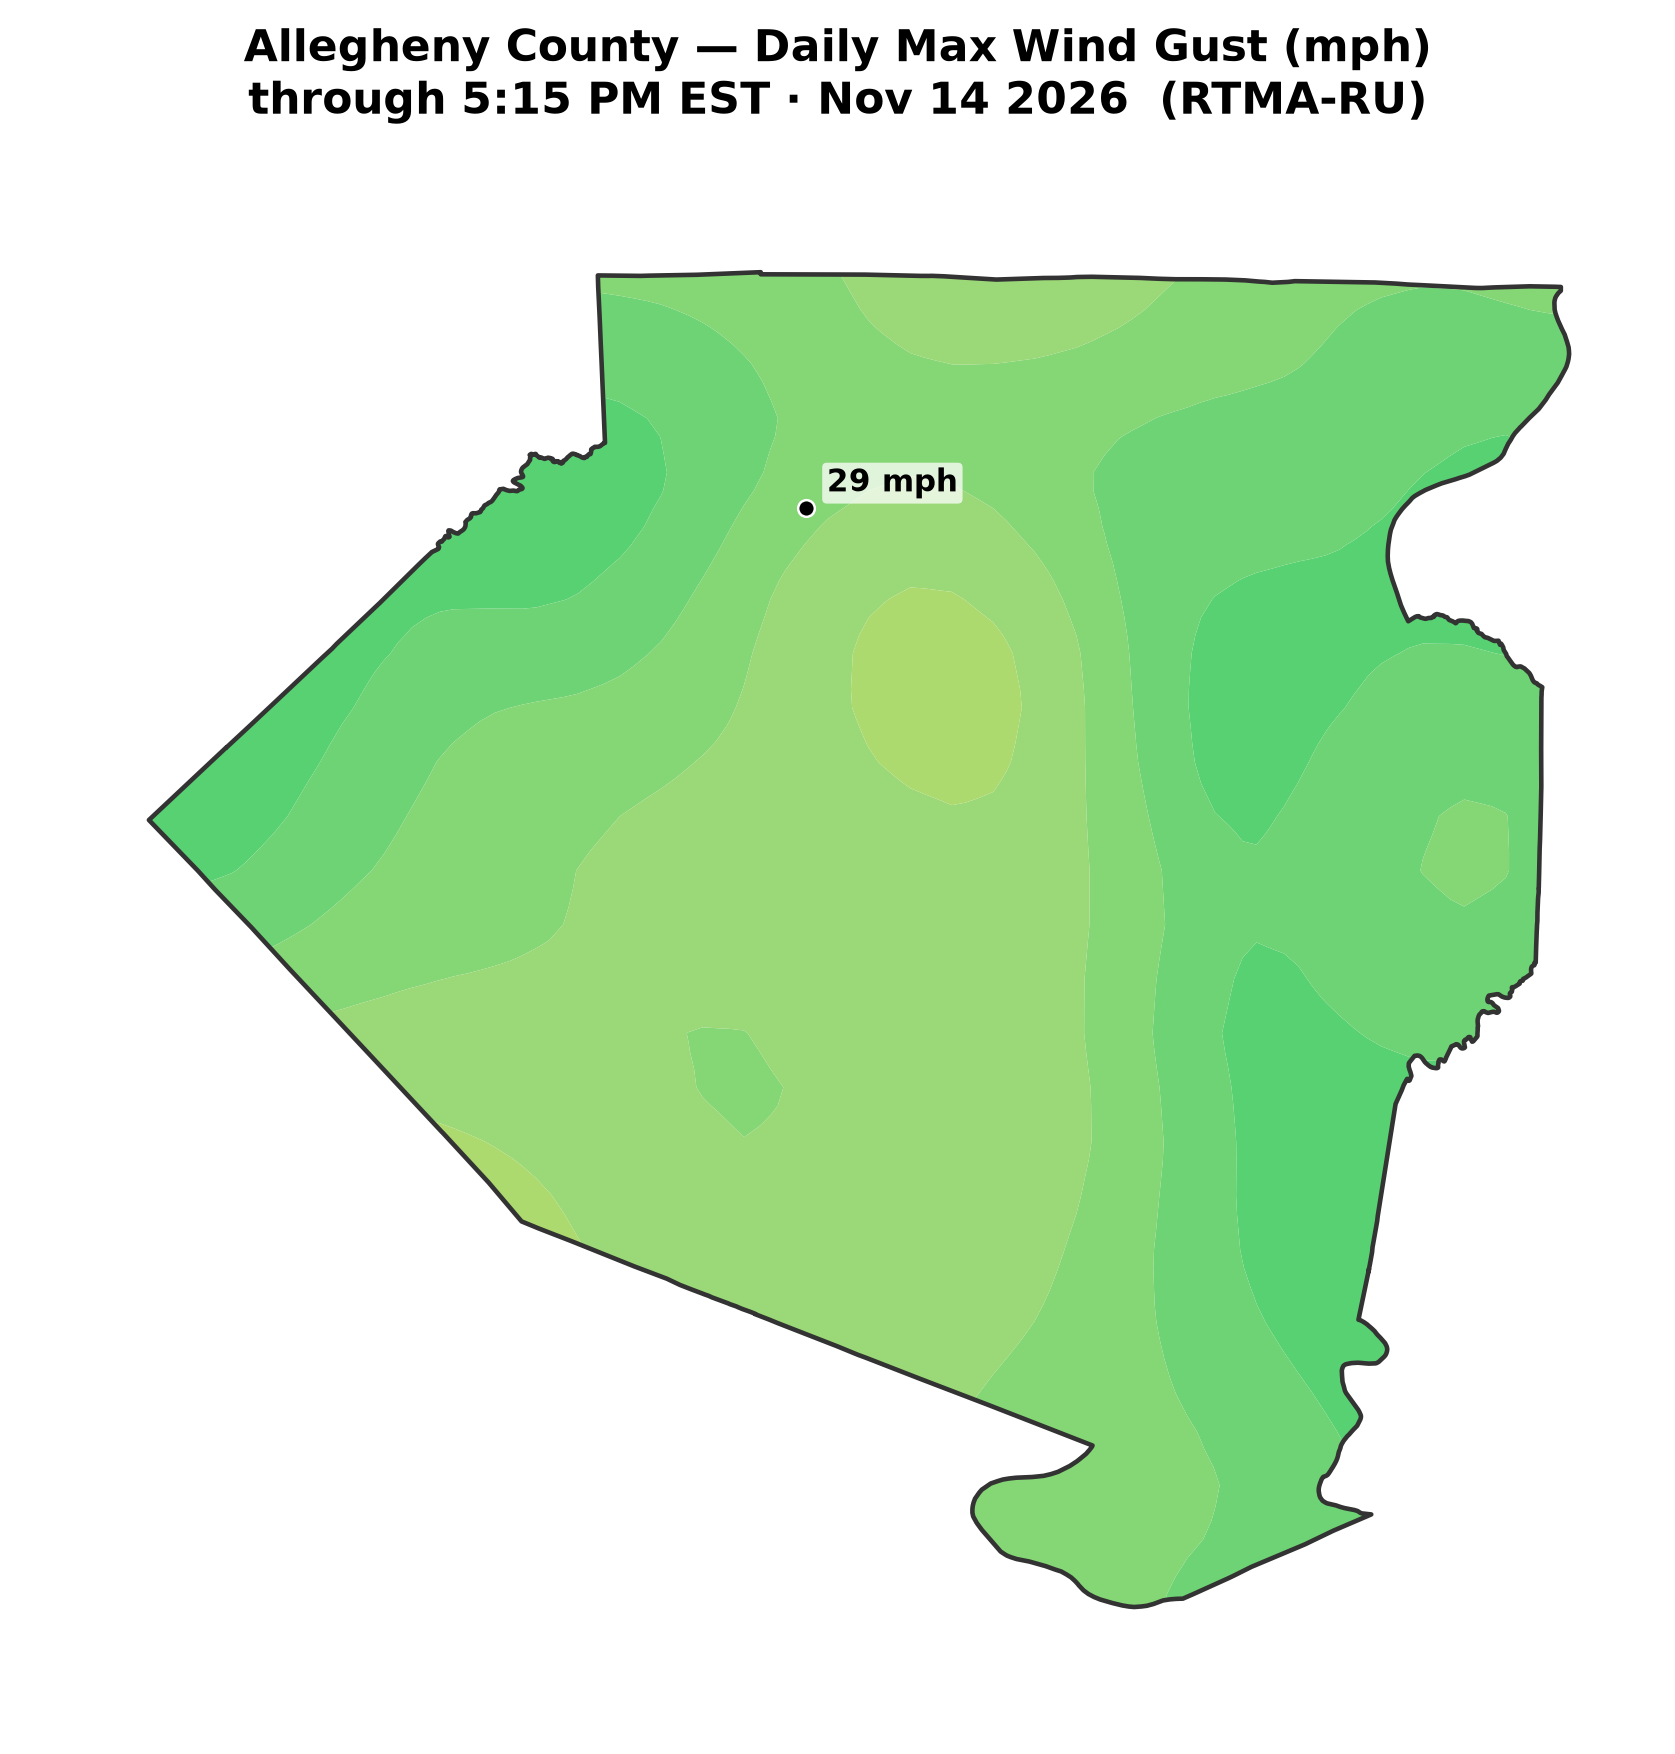 Allegheny County — Daily Max Wind Gust (mph)
through 5:15 PM EST · Nov 14 2026 (RTMA-RU)
29 mph